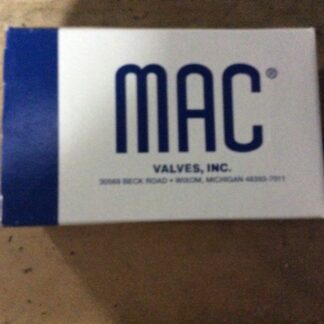 MAC®
VALVES, INC.
30569 BECK ROAD • WIXOM, MICHIGAN 48393-7011